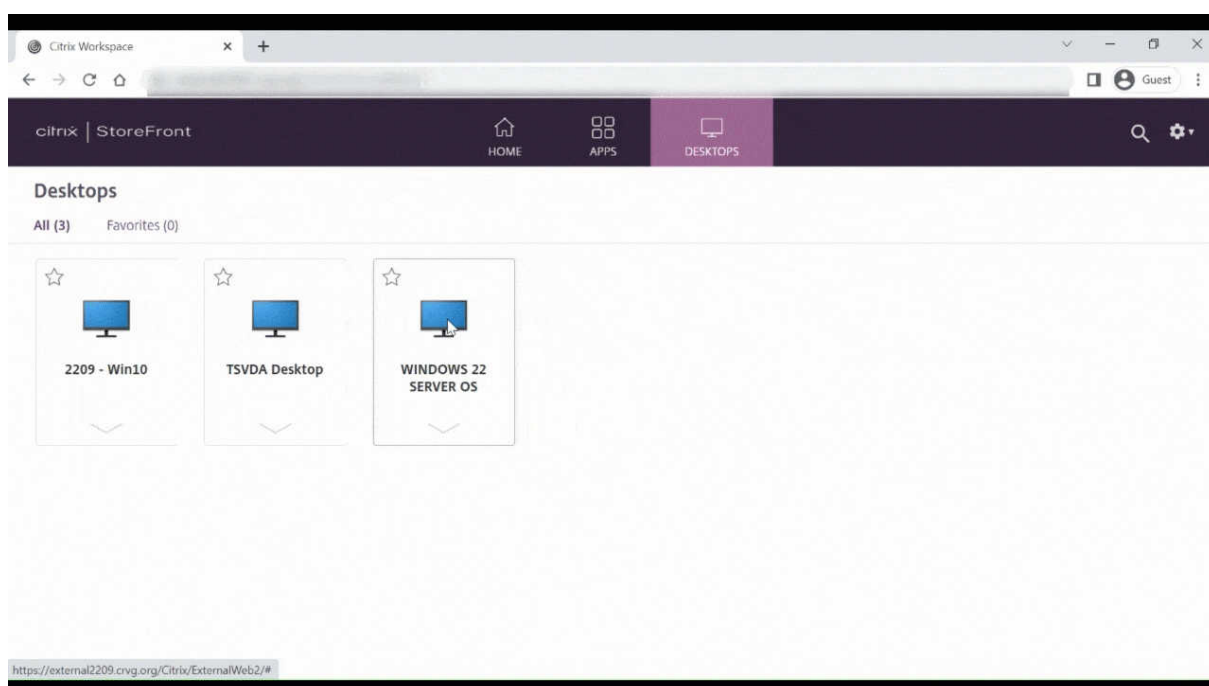 Citrix Workspace
Guest
citrix | StoreFront
HOME
APPS
DESKTOPS
Desktops
All (3)
Favorites (0)
2209 - Win10
TSVDA Desktop
WINDOWS 22
SERVER OS
https://external2209.crvg.org/Citrix/ExternalWeb2/#